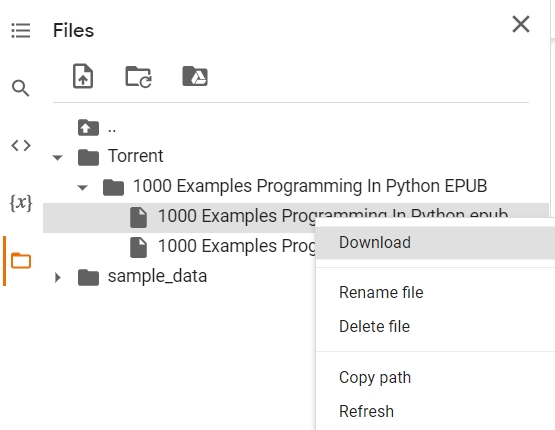 Files
..
Torrent
1000 Examples Programming In Python EPUB
1000 Examples Programming In Python epub
1000 Examples Prog
sample_data
Download
Rename file
Delete file
Copy path
Refresh
{x}